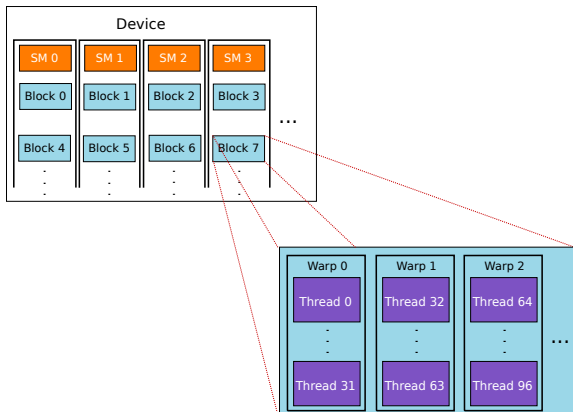 Device
SM 0 SM 1 SM 2 SM 3
Block 0 Block 1 Block 2 Block 3
...
Block 4 Block 5 Block 6 Block 7
Warp 0 Warp 1 Warp 2
Thread 0 Thread 32 Thread 64
...
Thread 31 Thread 63 Thread 96